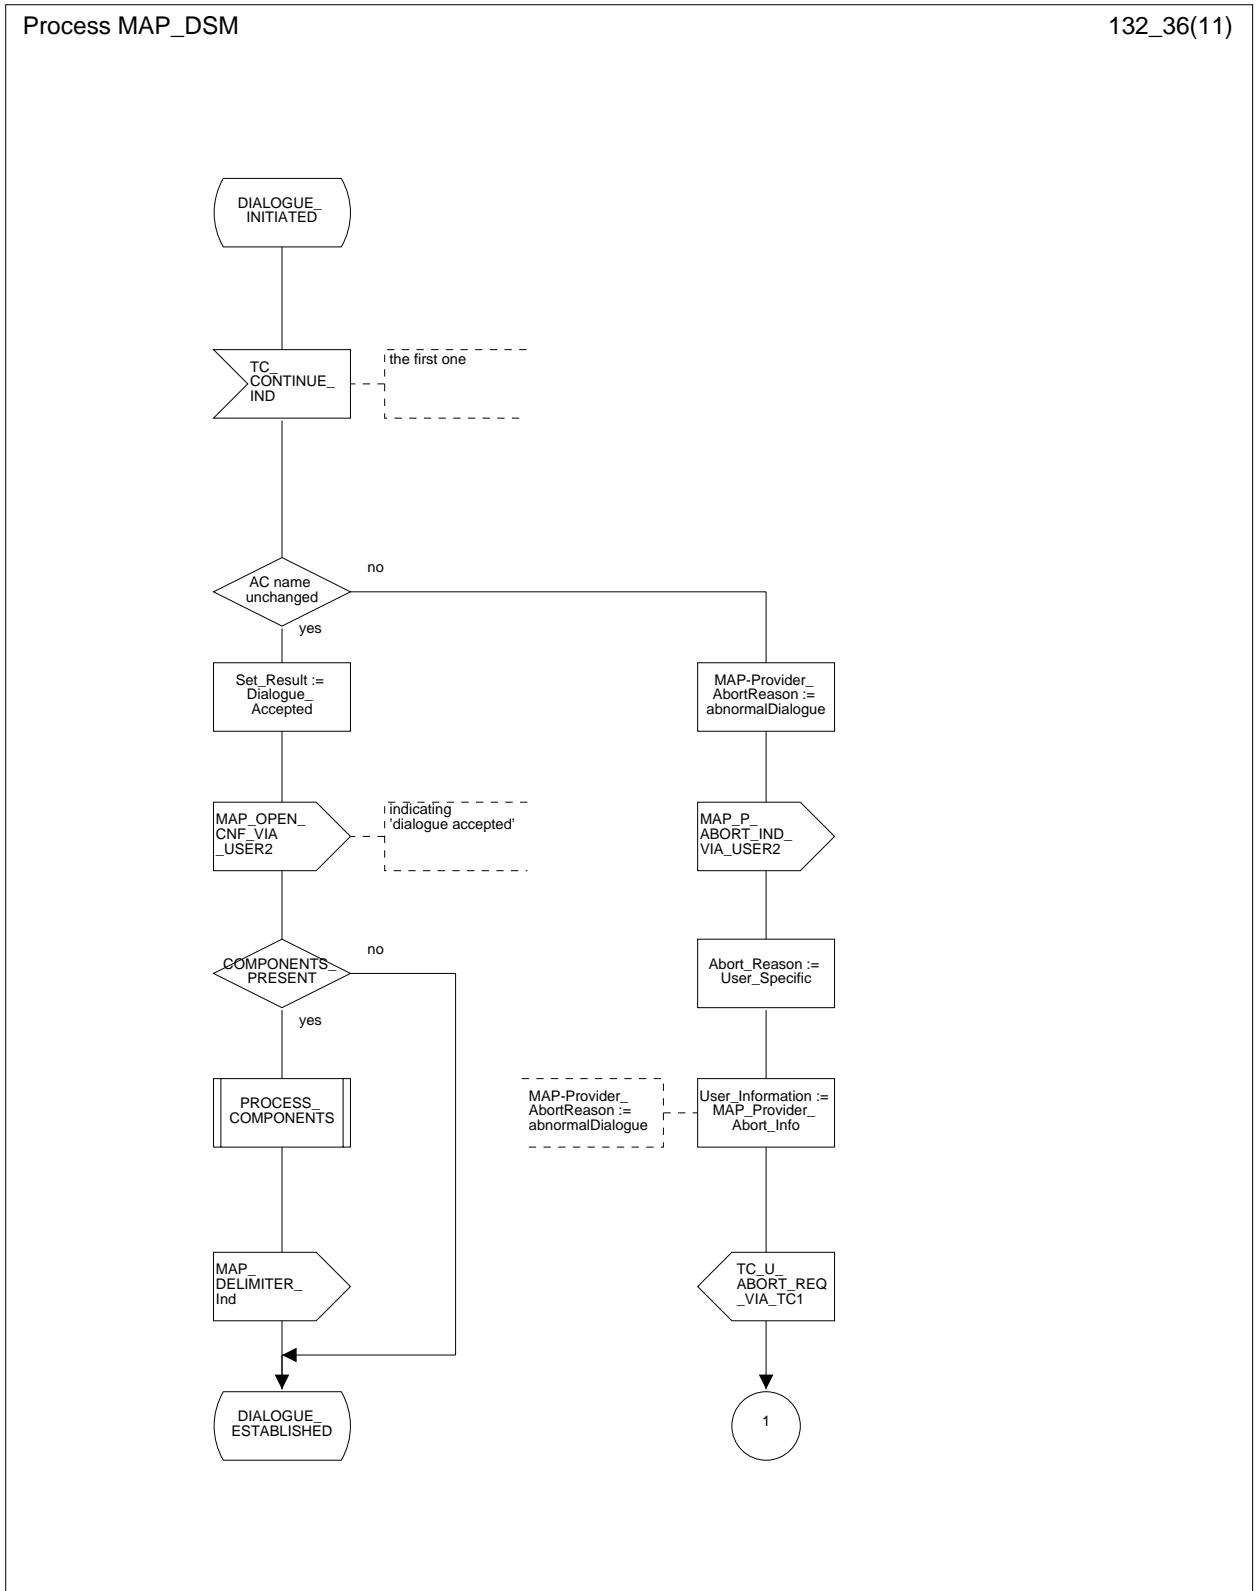 Process MAP_DSM
132_36(11)
DIALOGUE_
INITIATED
TC_
CONTINUE_
IND
the first one
AC name
unchanged
no
yes
Set_Result :=
Dialogue_
Accepted
MAP-Provider_
AbortReason :=
abnormalDialogue
MAP_OPEN_
CNF_VIA
_USER2
indicating
'dialogue accepted'
MAP_P_
ABORT_IND_
VIA_USER2
COMPONENTS_
PRESENT
no
yes
Abort_Reason :=
User_Specific
PROCESS_
COMPONENTS
MAP-Provider_
AbortReason :=
abnormalDialogue
User_Information :=
MAP_Provider_
Abort_Info
MAP_
DELIMITER_
Ind
TC_U_
ABORT_REQ
_VIA_TC1
DIALOGUE_
ESTABLISHED
1